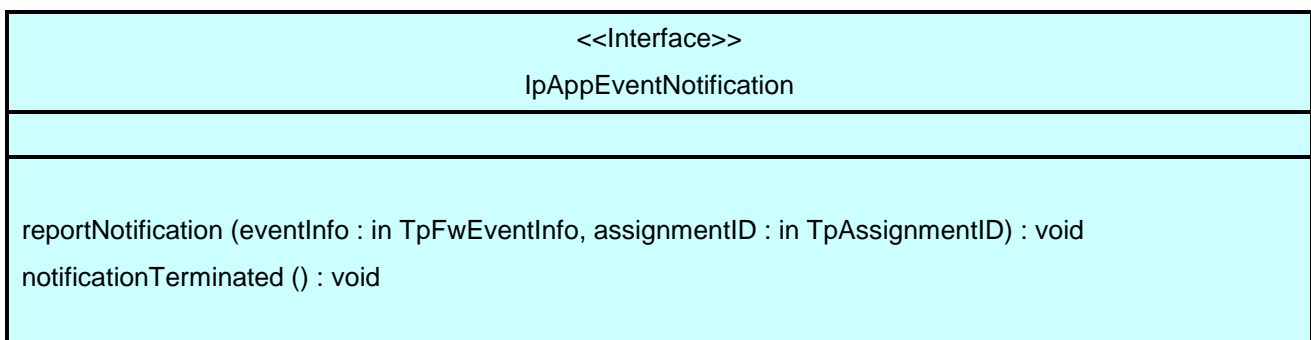 <<Interface>>
IpAppEventNotification
reportNotification (eventInfo : in TpFwEventInfo, assignmentID : in TpAssignmentID) : void
notificationTerminated () : void